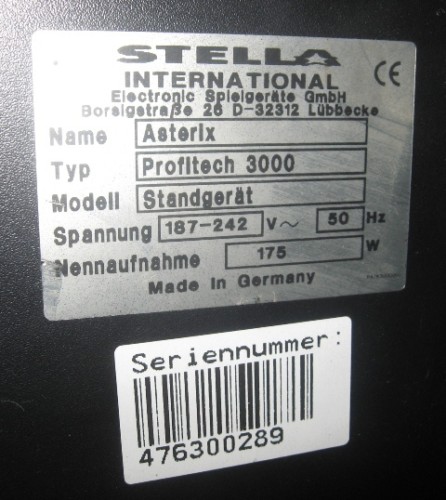 STELLA
INTERNATIONAL
CE
Electronic Spielgeräte GmbH
Borsigstraße 26 D-32312 Lübbecke
Name Asterix
Typ Profitech 3000
Modell Standgerät
Spannung 187-242 V~ 50 Hz
Nennaufnahme 175 W
Made In Germany
Seriennummer:
476300289